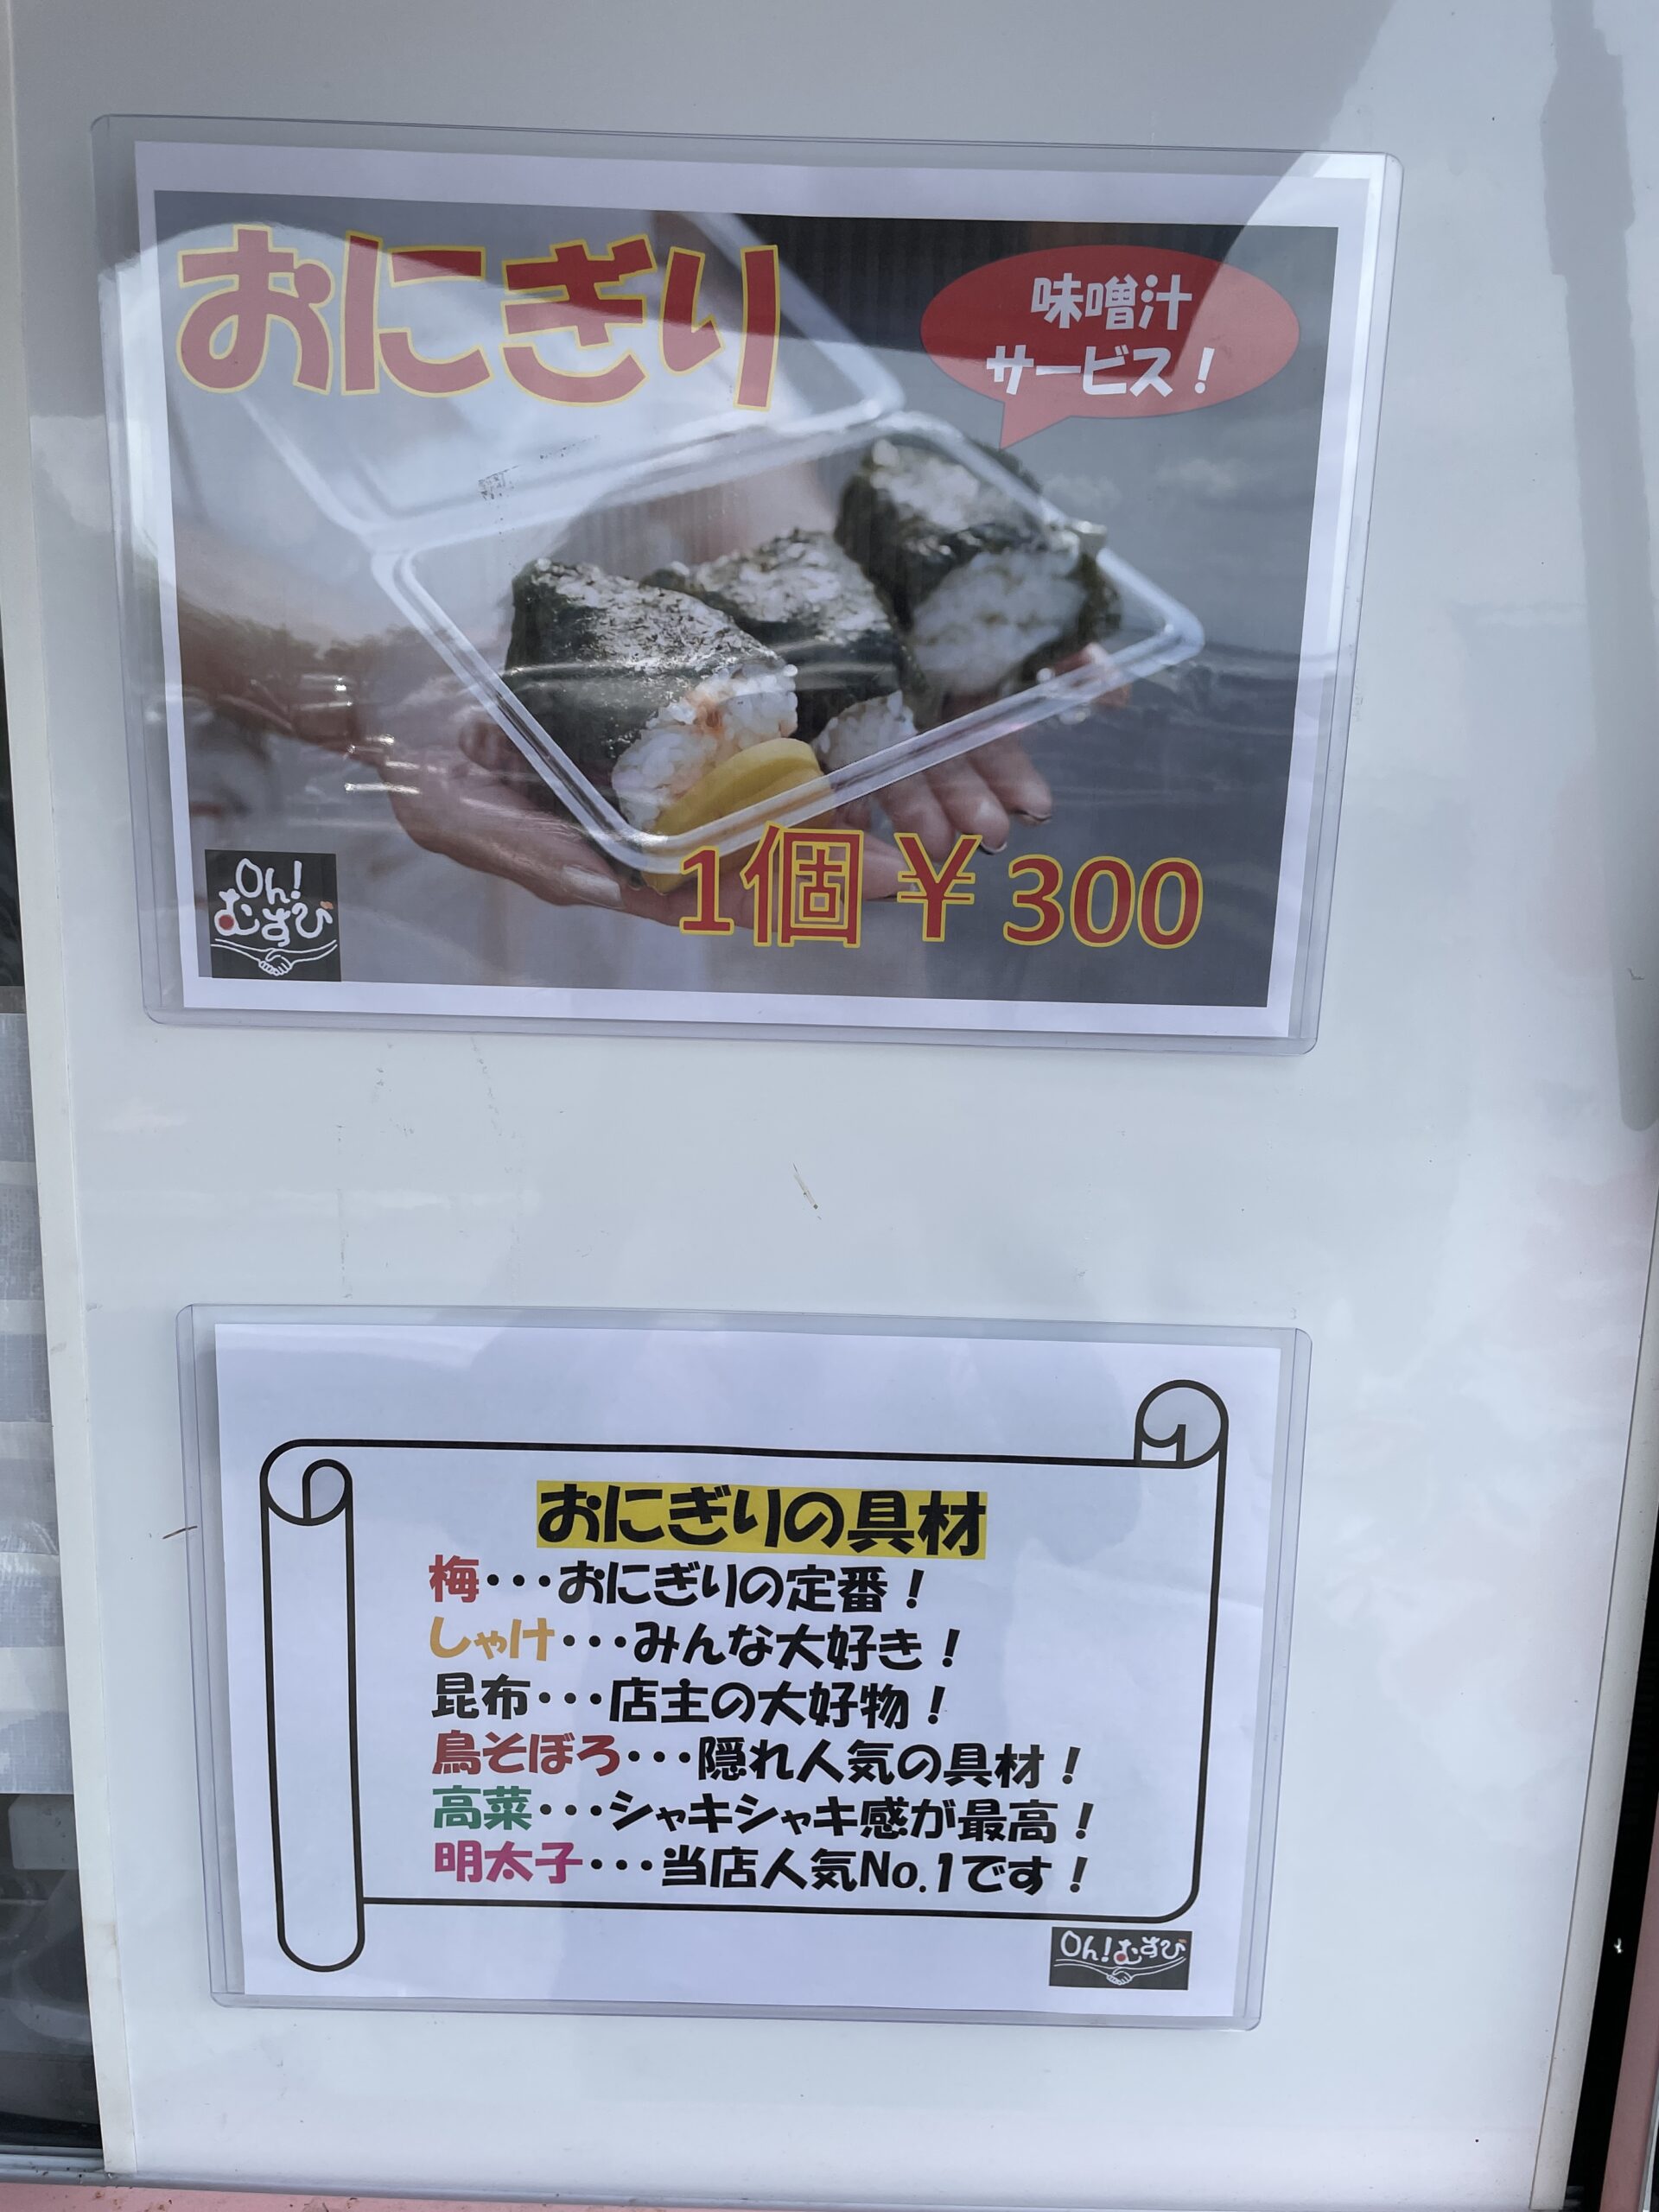 おにぎり
味噌汁
サービス！
1個￥300
Oh!
むすび
おにぎりの具材
梅･･･おにぎりの定番！
しゃけ･･･みんな大好き！
昆布･･･店主の大好物！
鳥そぼろ･･･隠れ人気の具材！
高菜･･･シャキシャキ感が最高！
明太子･･･当店人気No.1です！
Oh!むすび